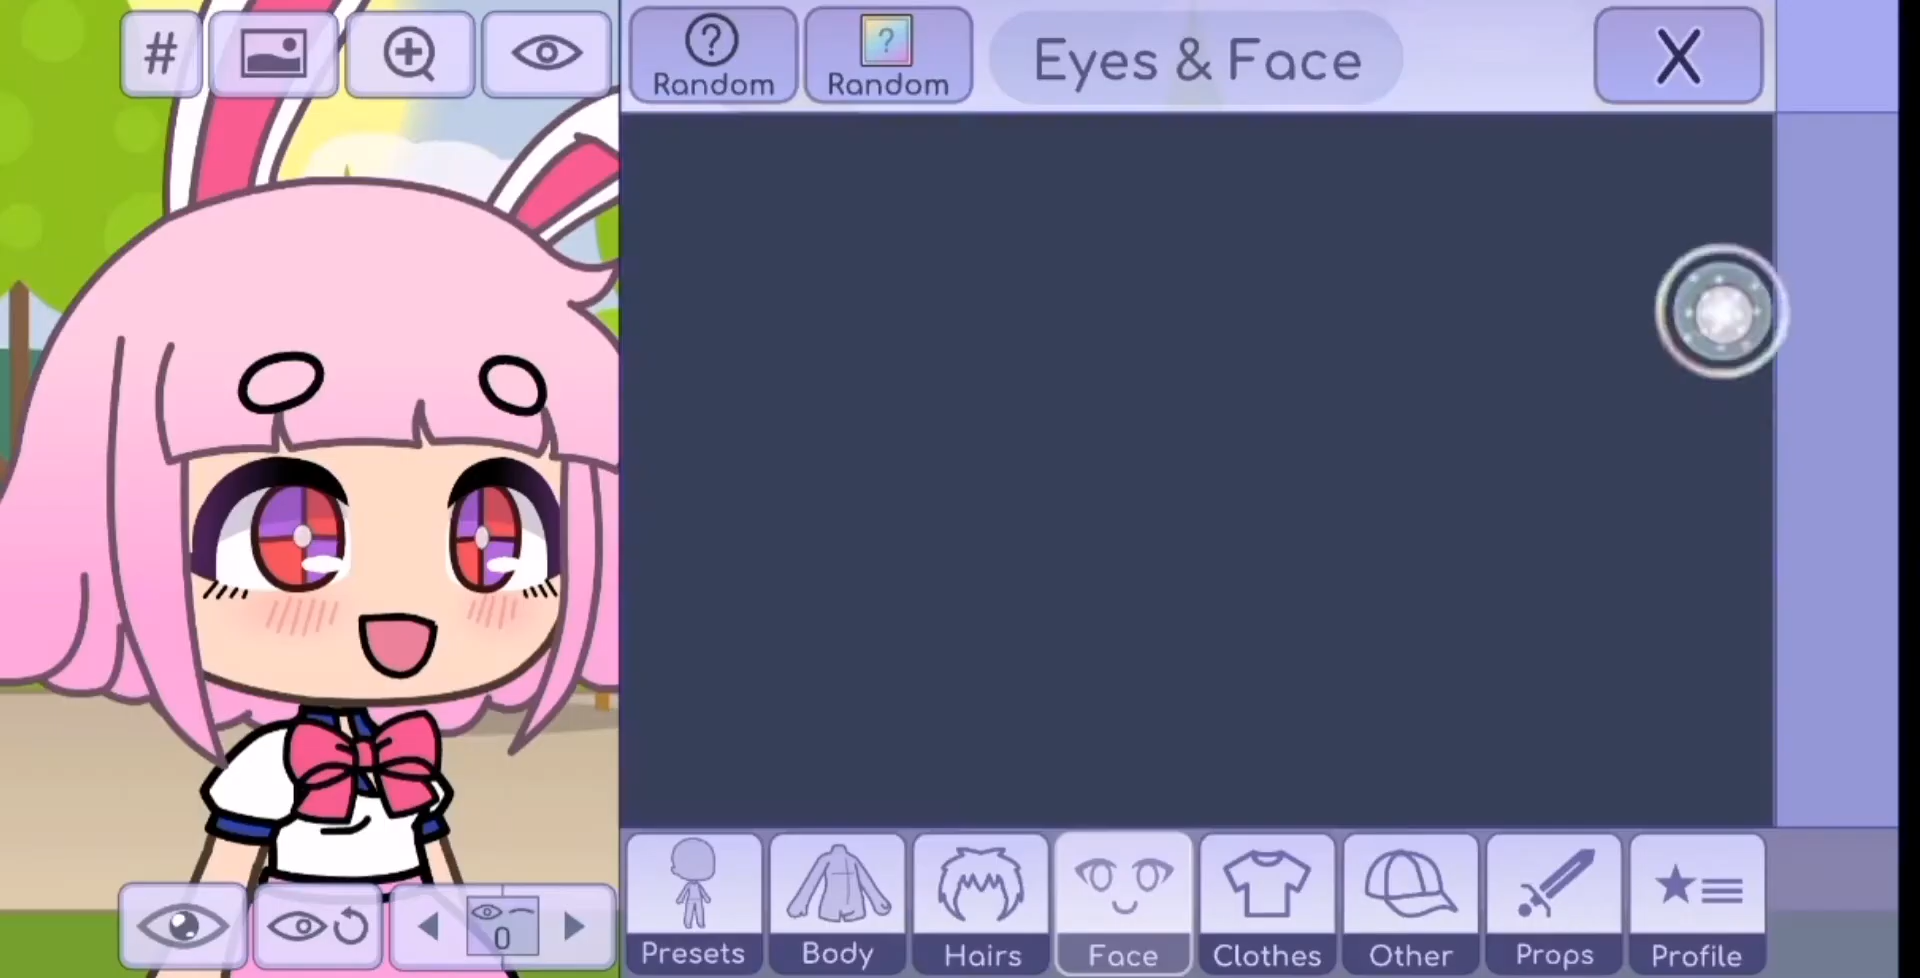 #
?
Random
?
Random
Eyes & Face
X
0
Presets
Body
Hairs
Face
Clothes
Other
Props
Profile